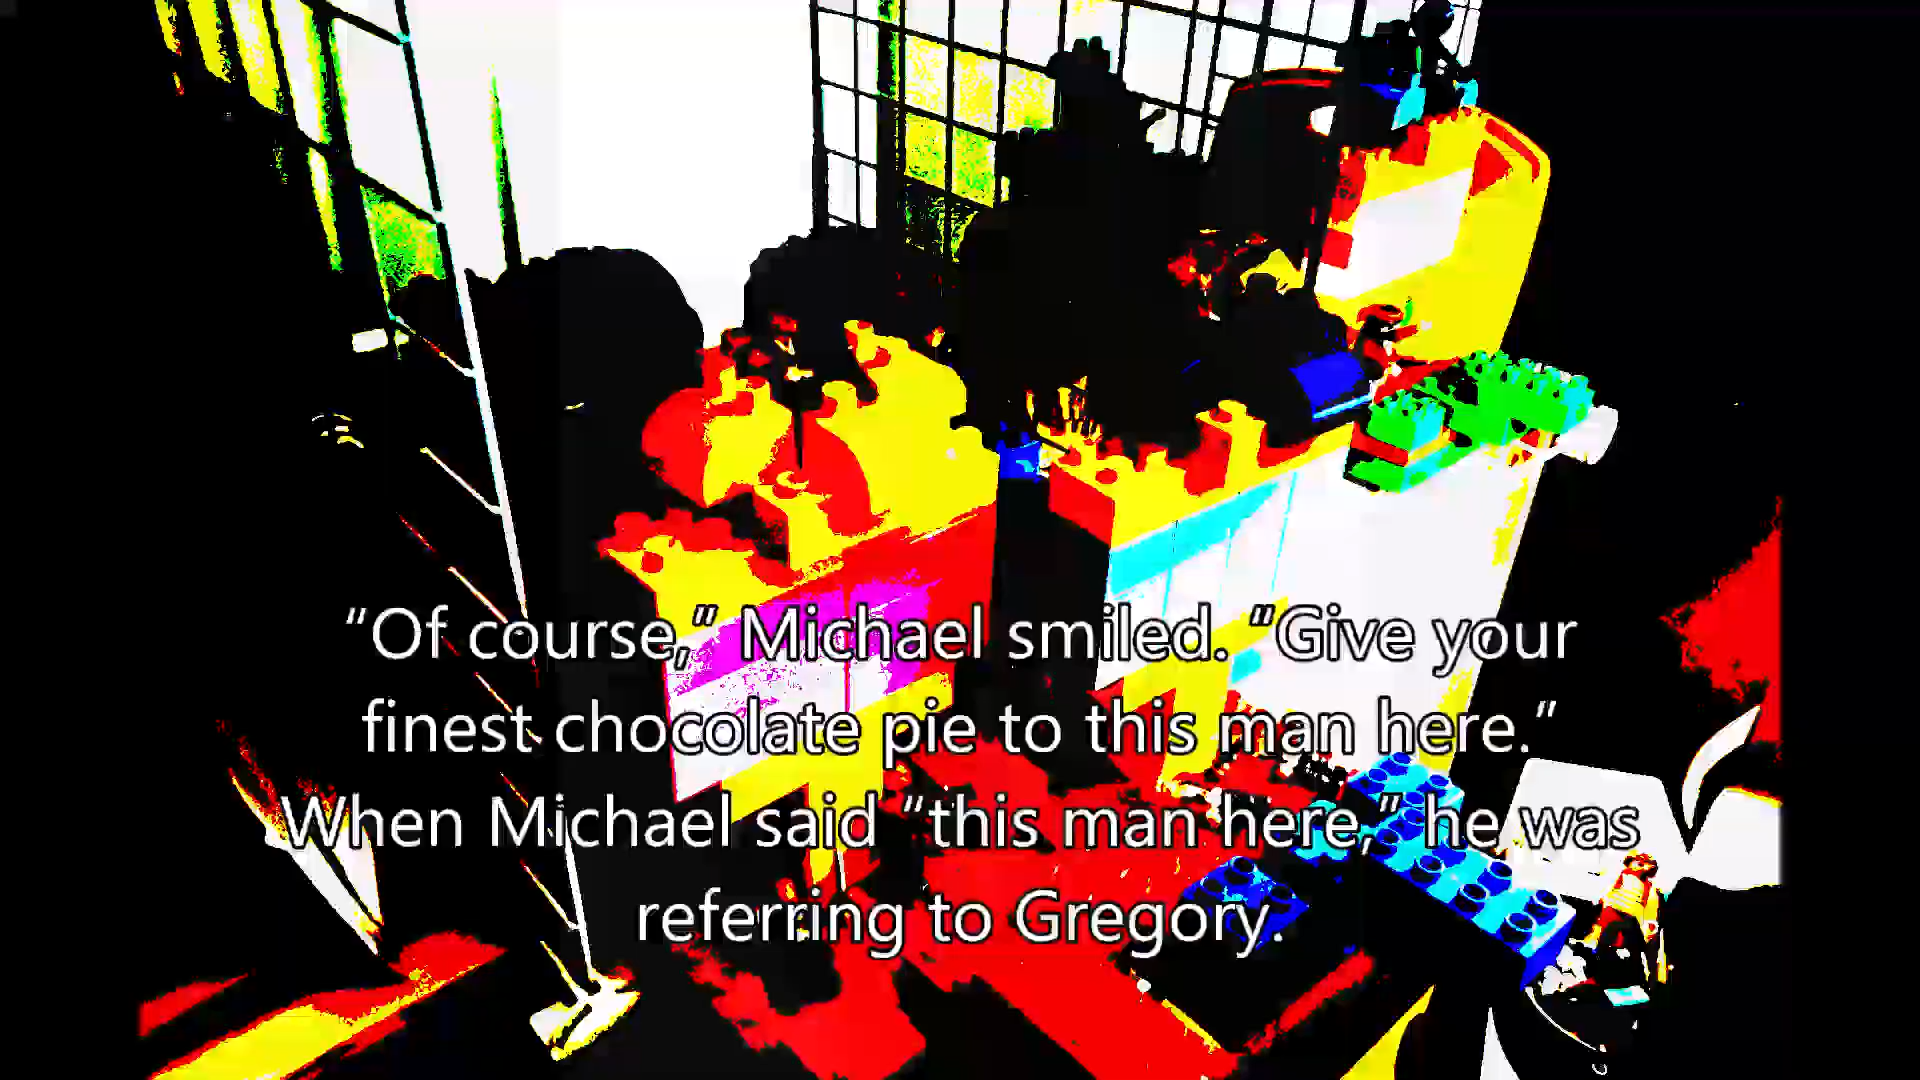 “Of course,” Michael smiled. “Give your
finest chocolate pie to this man here.”
When Michael said “this man here,” he was
referring to Gregory.